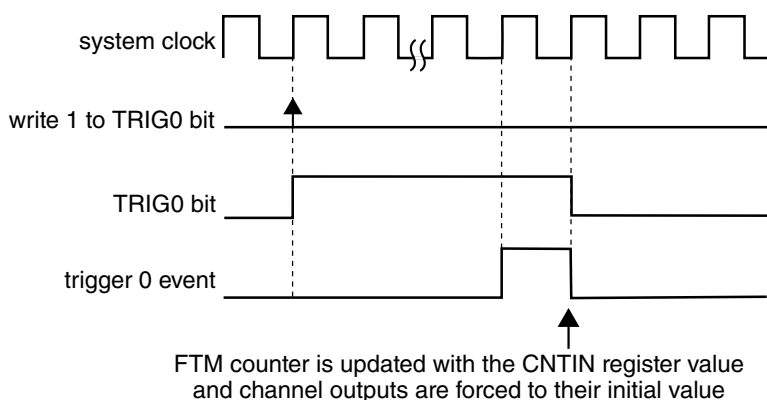 system clock
write 1 to TRIG0 bit
TRIG0 bit
trigger 0 event
FTM counter is updated with the CNTIN register value
and channel outputs are forced to their initial value